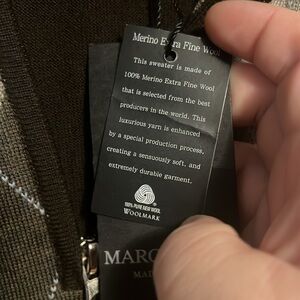 Merino Extra Fine Wool
This sweater is made of
100% Merino Extra Fine Wool
that is selected from the best
producers in the world. This
luxurious yarn is enhanced
by a special production process,
creating a sensuously soft, and
extremely durable garment.
100% PURE NEW WOOL
WOOLMARK
MARC
MAD